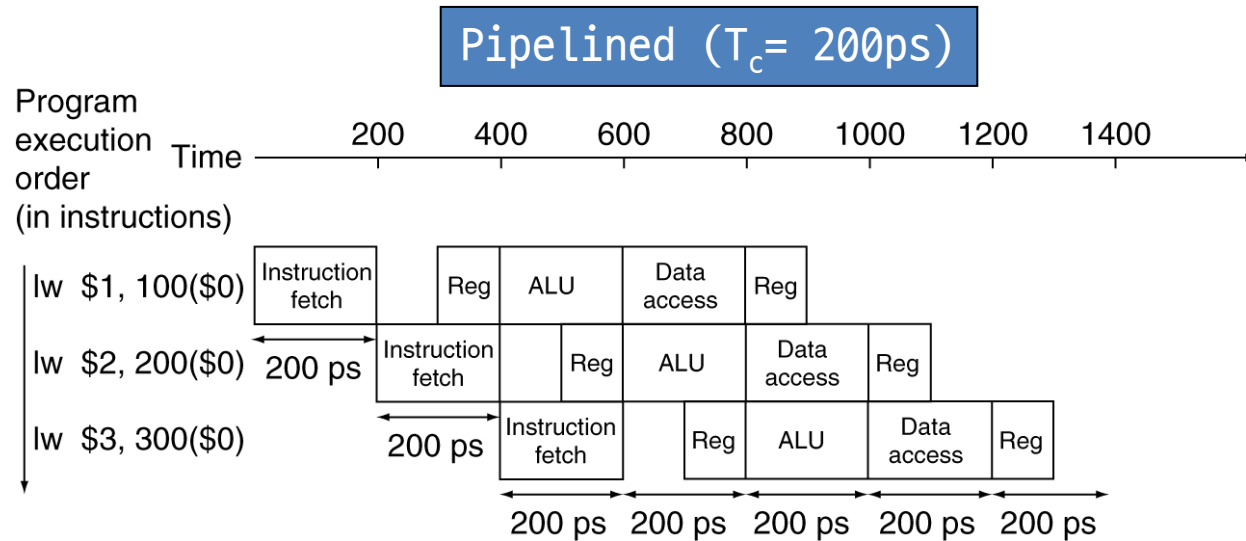 Pipelined (Tc= 200ps)
Program
execution
order
(in instructions)
Time
200 400 600 800 1000 1200 1400
lw $1, 100($0)
Instruction
fetch
Reg
ALU
Data
access
Reg
200 ps
lw $2, 200($0)
Instruction
fetch
Reg
ALU
Data
access
Reg
200 ps
lw $3, 300($0)
Instruction
fetch
Reg
ALU
Data
access
Reg
200 ps 200 ps 200 ps 200 ps 200 ps